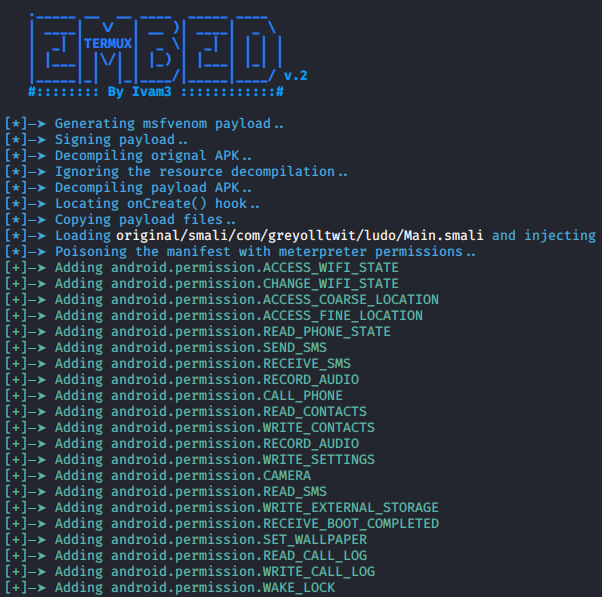 EMBED
TERMUX
v.2
#:::::::: By Ivam3 ::::::::::::#
[*]—➤ Generating msfvenom payload..
[*]—➤ Signing payload..
[*]—➤ Decompiling orignal APK..
[*]—➤ Ignoring the resource decompilation..
[*]—➤ Decompiling payload APK..
[*]—➤ Locating onCreate() hook..
[*]—➤ Copying payload files..
[*]—➤ Loading original/smali/com/greyolltwit/ludo/Main.smali and injecting
[*]—➤ Poisoning the manifest with meterpreter permissions..
[+]—➤ Adding android.permission.ACCESS_WIFI_STATE
[+]—➤ Adding android.permission.CHANGE_WIFI_STATE
[+]—➤ Adding android.permission.ACCESS_COARSE_LOCATION
[+]—➤ Adding android.permission.ACCESS_FINE_LOCATION
[+]—➤ Adding android.permission.READ_PHONE_STATE
[+]—➤ Adding android.permission.SEND_SMS
[+]—➤ Adding android.permission.RECEIVE_SMS
[+]—➤ Adding android.permission.RECORD_AUDIO
[+]—➤ Adding android.permission.CALL_PHONE
[+]—➤ Adding android.permission.READ_CONTACTS
[+]—➤ Adding android.permission.WRITE_CONTACTS
[+]—➤ Adding android.permission.RECORD_AUDIO
[+]—➤ Adding android.permission.WRITE_SETTINGS
[+]—➤ Adding android.permission.CAMERA
[+]—➤ Adding android.permission.READ_SMS
[+]—➤ Adding android.permission.WRITE_EXTERNAL_STORAGE
[+]—➤ Adding android.permission.RECEIVE_BOOT_COMPLETED
[+]—➤ Adding android.permission.SET_WALLPAPER
[+]—➤ Adding android.permission.READ_CALL_LOG
[+]—➤ Adding android.permission.WRITE_CALL_LOG
[+]—➤ Adding android.permission.WAKE_LOCK